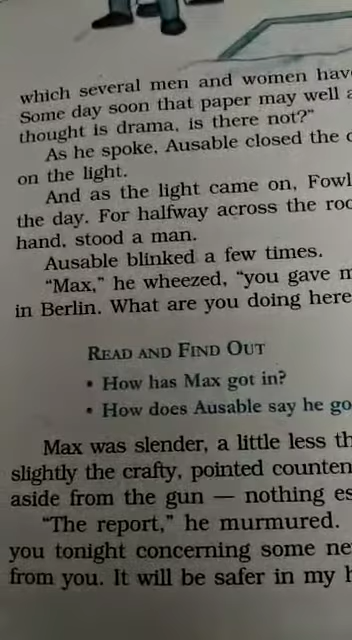 which several men and women hav
Some day soon that paper may well a
thought is drama, is there not?"
As he spoke, Ausable closed the
on the light.
And as the light came on, Fowl
the day. For halfway across the roo
hand, stood a man.
Ausable blinked a few times.
"Max," he wheezed, "you gave m
in Berlin. What are you doing here
READ AND FIND OUT
• How has Max got in?
• How does Ausable say he go
Max was slender, a little less th
slightly the crafty, pointed counten
aside from the gun — nothing es
"The report," he murmured.
you tonight concerning some ne
from you. It will be safer in my h